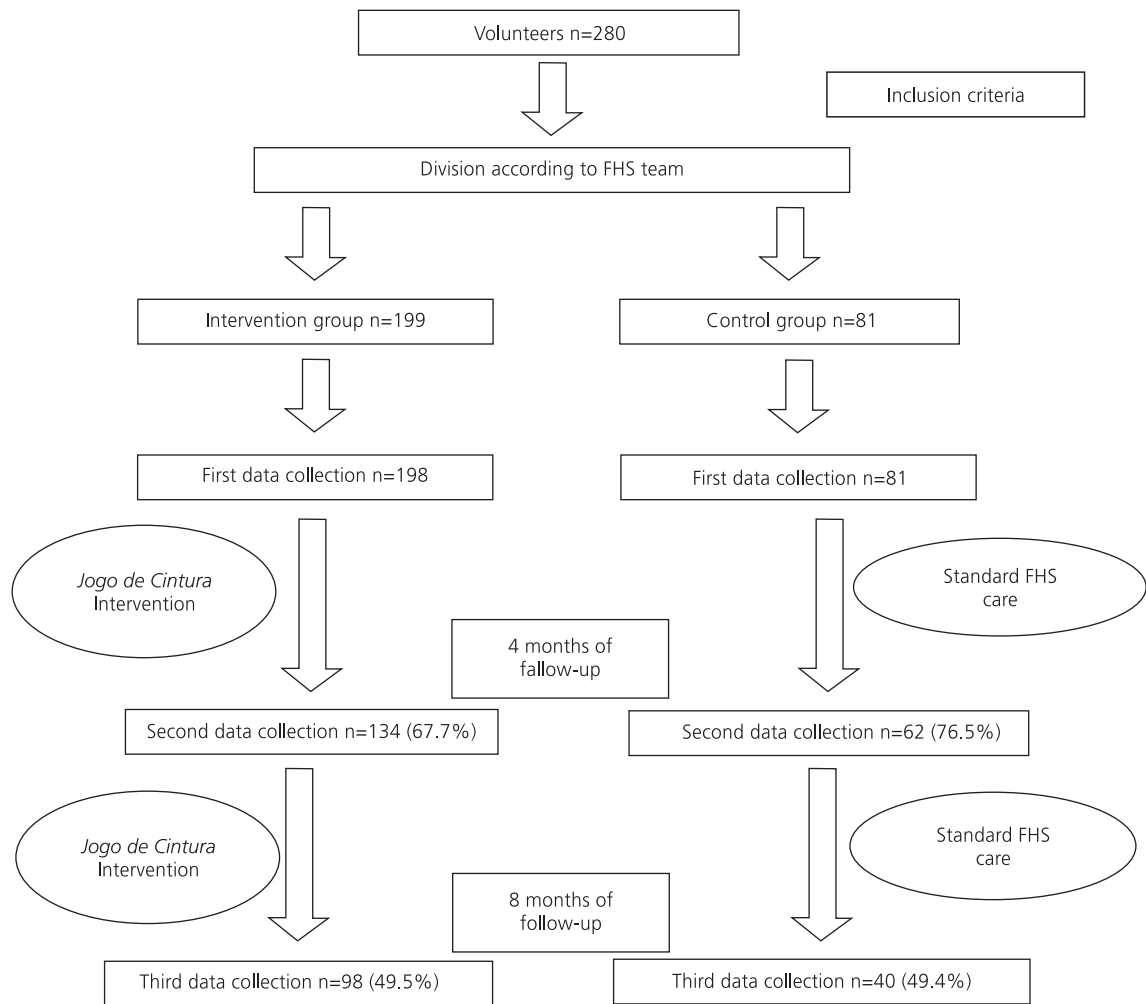 Volunteers n=280
Inclusion criteria
Division according to FHS team
Intervention group n=199
Control group n=81
First data collection n=198
First data collection n=81
Jogo de Cintura
Intervention
Standard FHS
care
4 months of
fallow-up
Second data collection n=134 (67.7%)
Second data collection n=62 (76.5%)
Jogo de Cintura
Intervention
Standard FHS
care
8 months of
follow-up
Third data collection n=98 (49.5%)
Third data collection n=40 (49.4%)